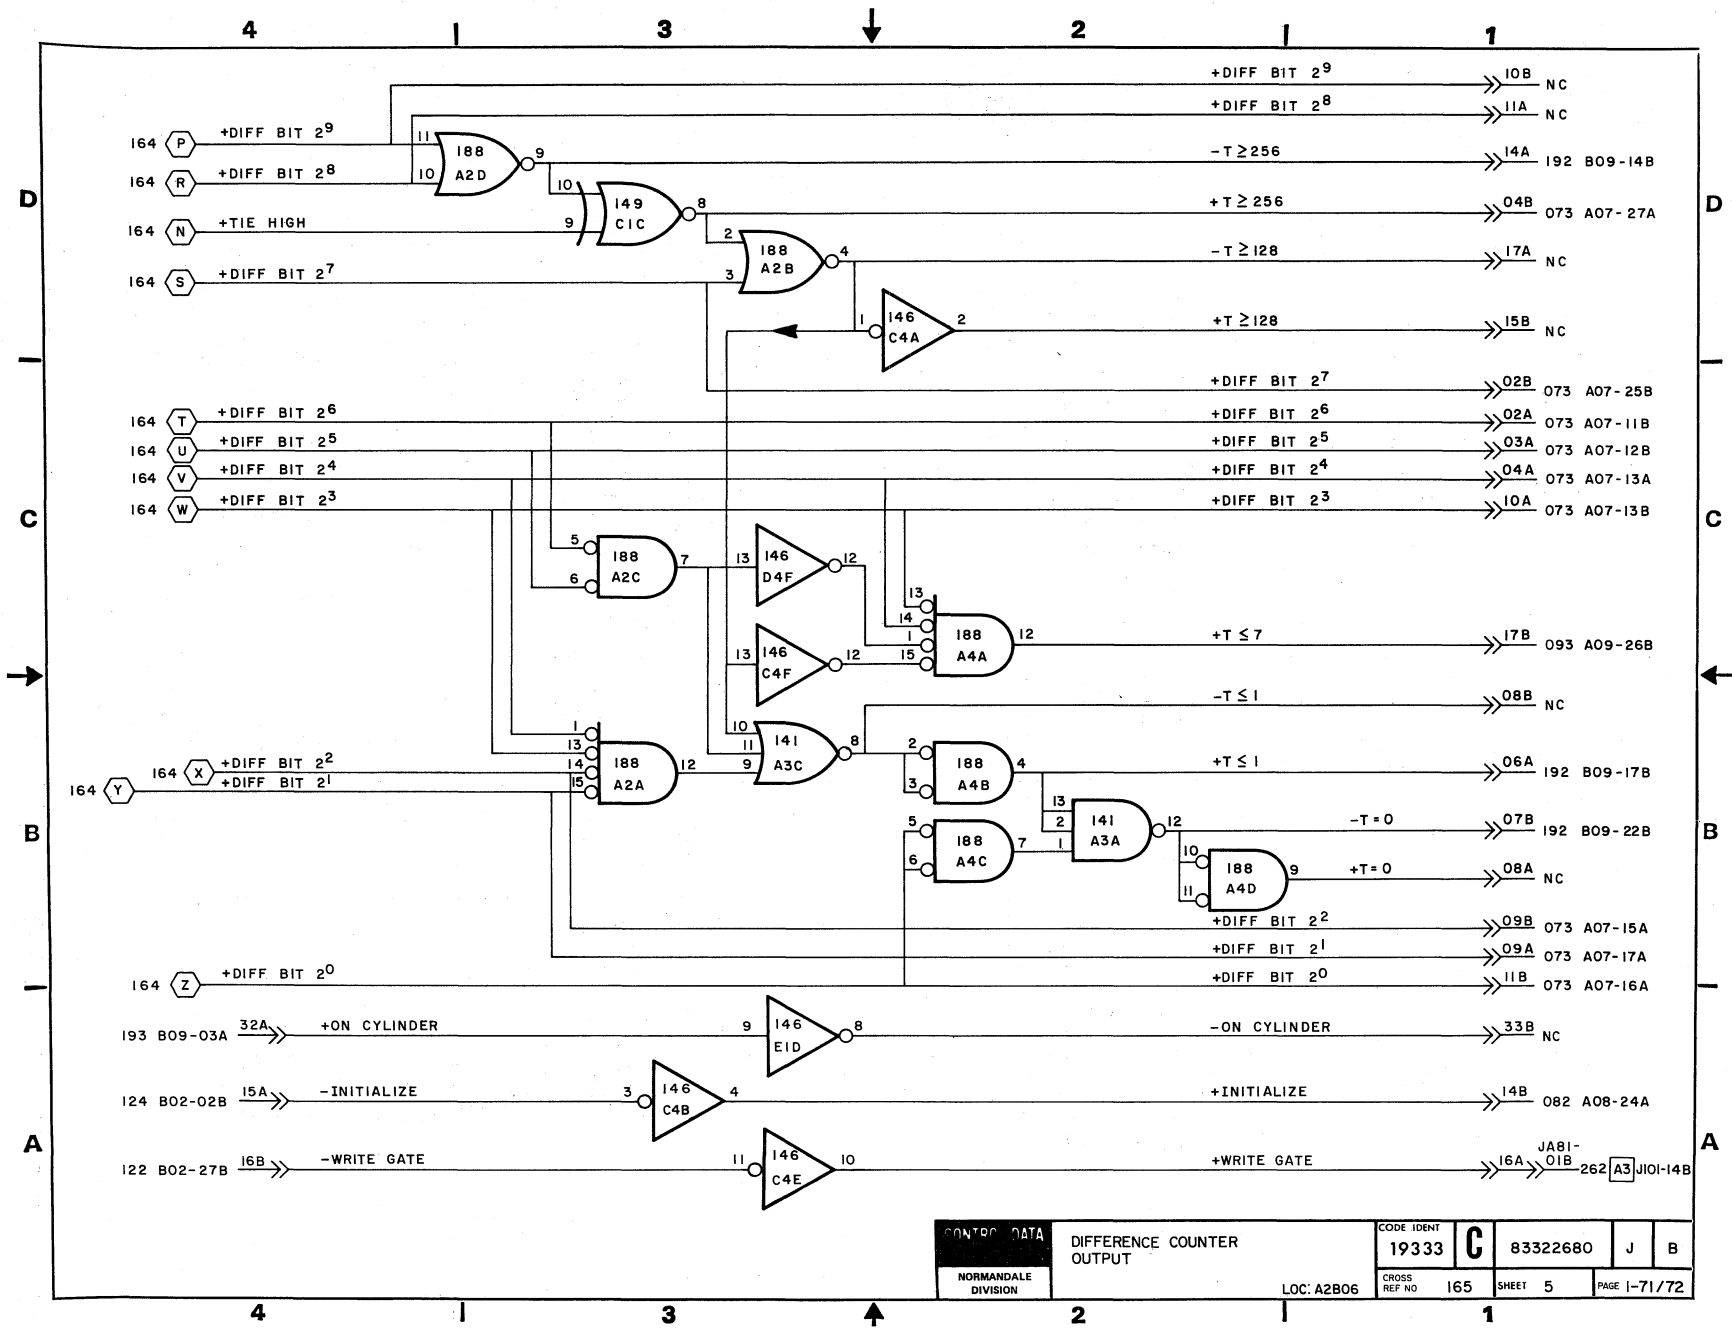 4 3 2 1
+DIFF BIT 2⁹ 10B NC
+DIFF BIT 2⁸ 11A NC
164 P +DIFF BIT 2⁹ 11
188 A2D 9 -T ≥ 256 14A 192 B09-14B
164 R +DIFF BIT 2⁸ 10
D D
10 149 C1C 8 +T ≥ 256 04B 073 A07-27A
164 N +TIE HIGH 9
2 188 A2B 4 -T ≥ 128 17A NC
164 S +DIFF BIT 2⁷ 3
1 146 C4A 2 +T ≥ 128 15B NC
+DIFF BIT 2⁷ 02B 073 A07-25B
164 T +DIFF BIT 2⁶ +DIFF BIT 2⁶ 02A 073 A07-11B
164 U +DIFF BIT 2⁵ +DIFF BIT 2⁵ 03A 073 A07-12B
164 V +DIFF BIT 2⁴ +DIFF BIT 2⁴ 04A 073 A07-13A
164 W +DIFF BIT 2³ +DIFF BIT 2³ 10A 073 A07-13B
C C
5 6 188 A2C 7 13 146 D4F 12
13 14 1 15 188 A4A 12 +T ≤ 7 17B 093 A09-26B
13 146 C4F 12
-T ≤ 1 08B NC
1 13 14 15 188 A2A 12
10 11 9 141 A3C 8
2 3 188 A4B 4 +T ≤ 1 06A 192 B09-17B
164 X +DIFF BIT 2²
164 Y +DIFF BIT 2¹
B B
13 2 1 141 A3A 12 -T=0 07B 192 B09-22B
5 6 188 A4C 7
10 11 188 A4D 9 +T=0 08A NC
+DIFF BIT 2² 09B 073 A07-15A
+DIFF BIT 2¹ 09A 073 A07-17A
164 Z +DIFF BIT 2⁰ +DIFF BIT 2⁰ 11B 073 A07-16A
193 B09-03A 32A +ON CYLINDER 9 146 E1D 8 -ON CYLINDER 33B NC
124 B02-02B 15A -INITIALIZE 3 146 C4B 4 +INITIALIZE 14B 082 A08-24A
A A
122 B02-27B 16B -WRITE GATE 11 146 C4E 10 +WRITE GATE 16A JA81-01B 262 A3 J101-14B
CONTROL DATA
NORMANDALE DIVISION
DIFFERENCE COUNTER OUTPUT
LOC: A2B06
CODE IDENT 19333 C 83322680 J B
CROSS REF NO 165 SHEET 5 PAGE 1-71/72
4 3 2 1